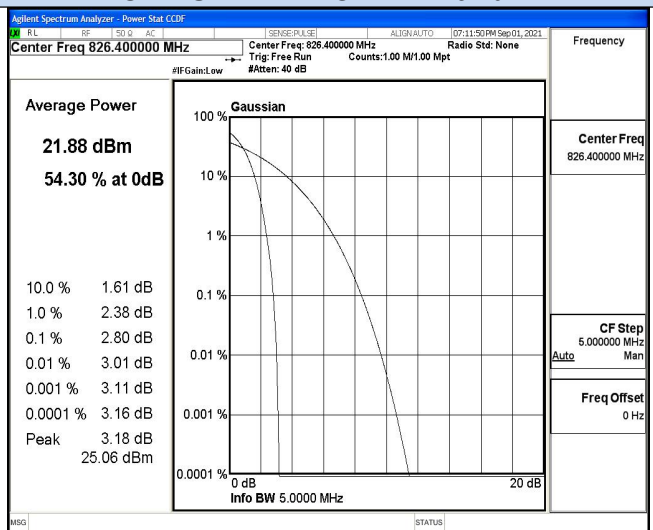 Agilent Spectrum Analyzer - Power Stat CCDF
RL RF 50 Ω AC SENSE:PULSE ALIGN AUTO 07:11:50 PM Sep 01, 2021
Center Freq 826.400000 MHz
Center Freq: 826.400000 MHz Radio Std: None
Trig: Free Run Counts:1.00 M/1.00 Mpt
#IFGain:Low #Atten: 40 dB
Frequency
Average Power
21.88 dBm
54.30 % at 0dB
10.0 % 1.61 dB
1.0 % 2.38 dB
0.1 % 2.80 dB
0.01 % 3.01 dB
0.001 % 3.11 dB
0.0001 % 3.16 dB
Peak 3.18 dB
25.06 dBm
Gaussian
100 %
10 %
1 %
0.1 %
0.01 %
0.001 %
0.0001 %
0 dB 20 dB
Info BW 5.0000 MHz
Center Freq
826.400000 MHz
CF Step
5.000000 MHz
Auto Man
Freq Offset
0 Hz
MSG STATUS